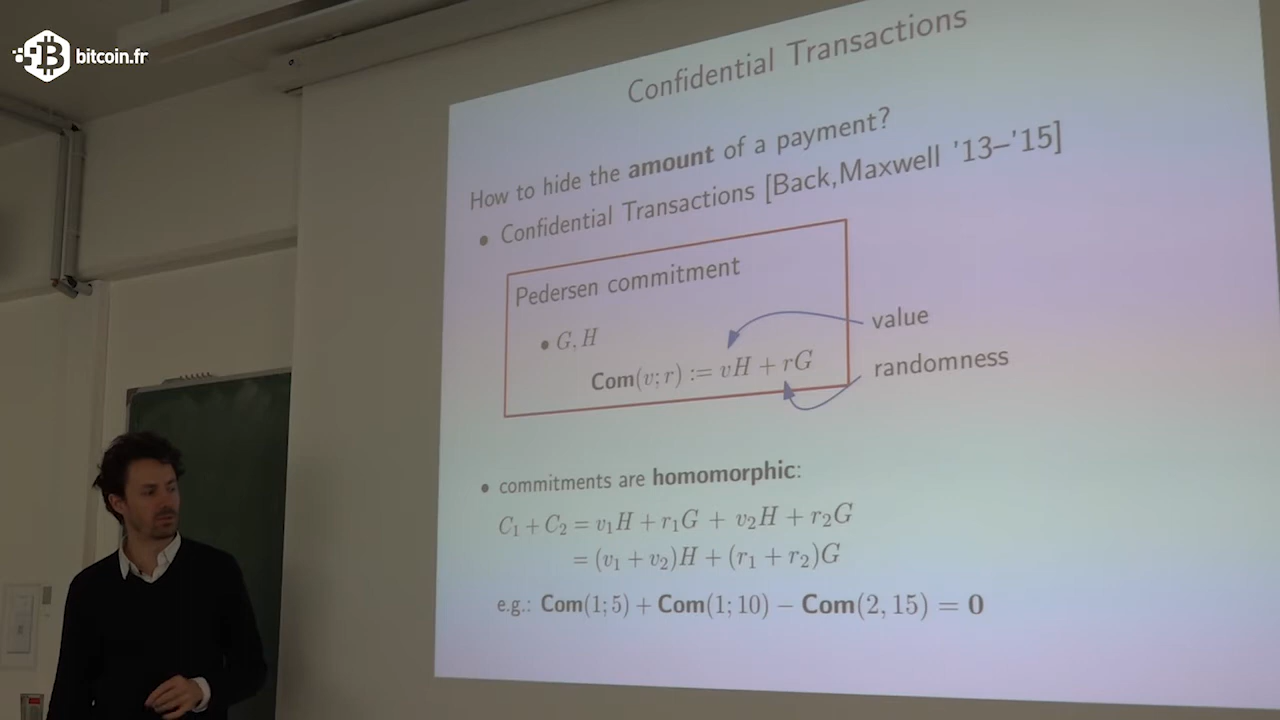 bitcoin.fr
Confidential Transactions
How to hide the amount of a payment?
• Confidential Transactions [Back,Maxwell '13–'15]
Pedersen commitment
• G, H
Com(v; r) := vH + rG
value
randomness
• commitments are homomorphic:
C₁ + C₂ = v₁H + r₁G + v₂H + r₂G
= (v₁ + v₂)H + (r₁ + r₂)G
e.g.: Com(1; 5) + Com(1; 10) − Com(2, 15) = 0